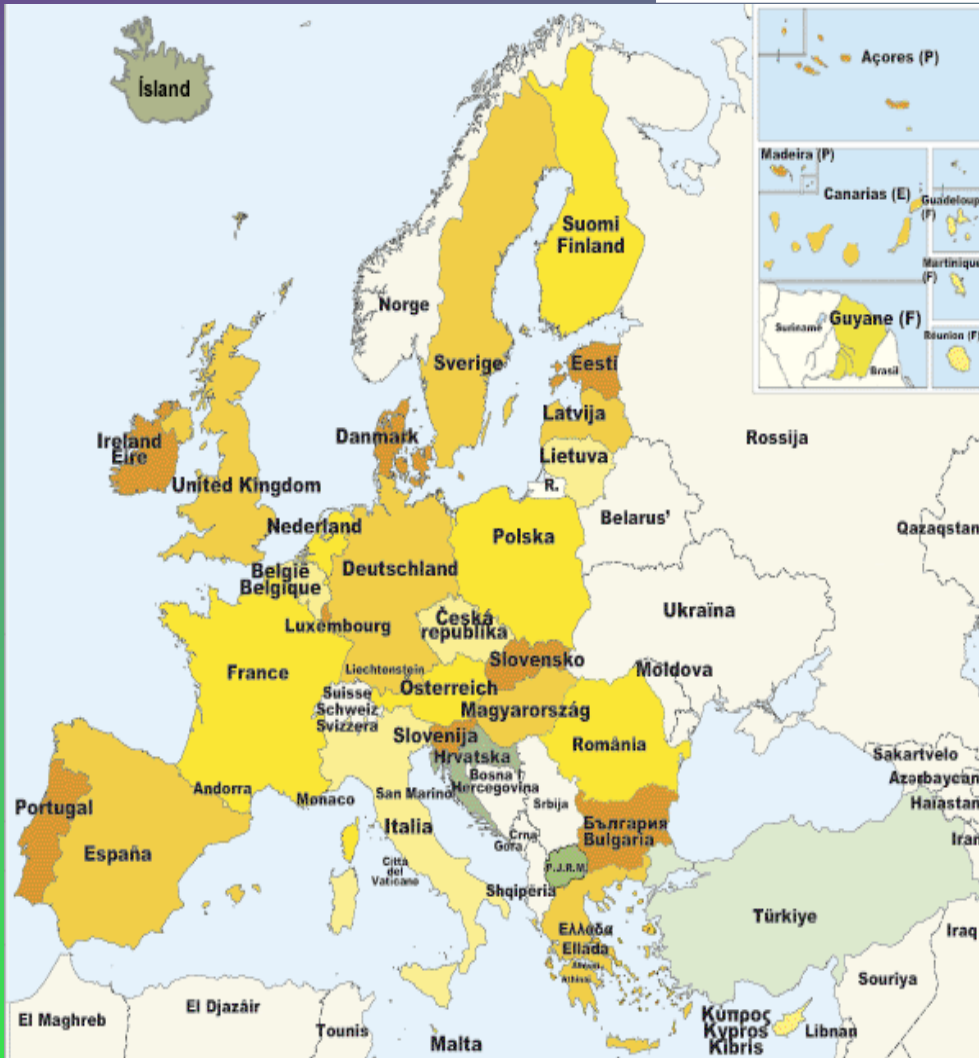 Ísland
Açores (P)
Madeira (P)
Canarias (E)
Guadeloup
(F)
Martinique
(F)
Guyane (F)
Suriname
Brasil
Réunion (F)
Suomi
Finland
Norge
Sverige
Eesti
Latvija
Lietuva
R.
Danmark
Ireland
Éire
United Kingdom
Rossija
Belarus'
Qazaqstan
Nederland
Polska
België
Belgique
Deutschland
Luxembourg
Česká
republika
Ukraïna
France
Liechtenstein
Slovensko
Moldova
Suisse
Schweiz
Svizzera
Österreich
Magyarország
Slovenija
România
Hrvatska
Bosna i
Hercegovina
Sakartvelo
Azərbaycan
Haïastan
Iran
Andorra
Monaco
San Marino
Srbija
Portugal
España
Italia
Città
del
Vaticano
Crna
Gora
България
Bulgaria
P.J.R.M.
Shqipëria
Türkiye
Ελλάδα
Ellada
Athinai
Iraq
Souriya
El Maghreb
El Djazâir
Tounis
Malta
Κύπρος
Kypros
Kibris
Libnan